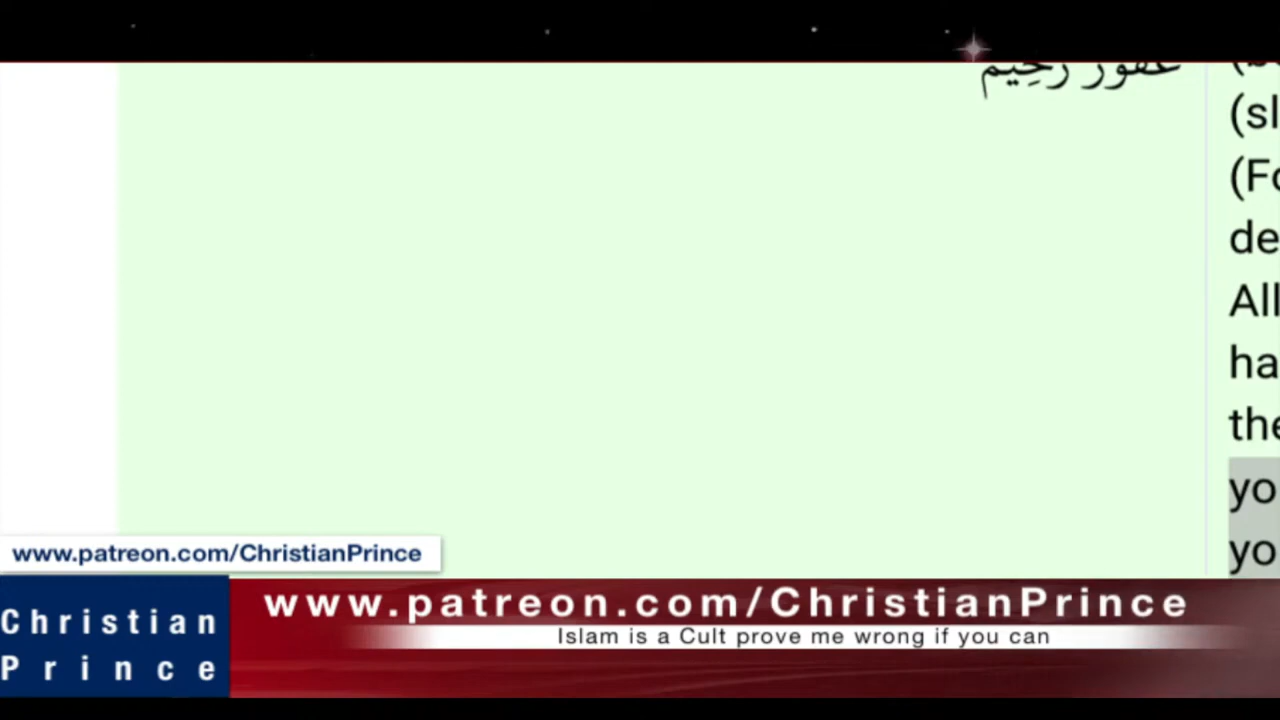 غفور رَّحِيم
(sl
(Fo
de
All
ha
the
yo
yo
www.patreon.com/ChristianPrince
Christian
Prince
www.patreon.com/ChristianPrince
Islam is a Cult prove me wrong if you can